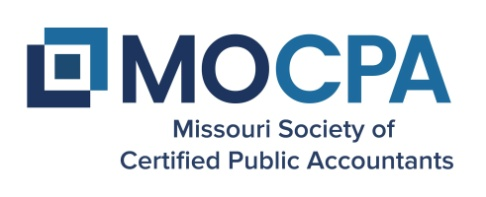 MOCPA
Missouri Society of
Certified Public Accountants